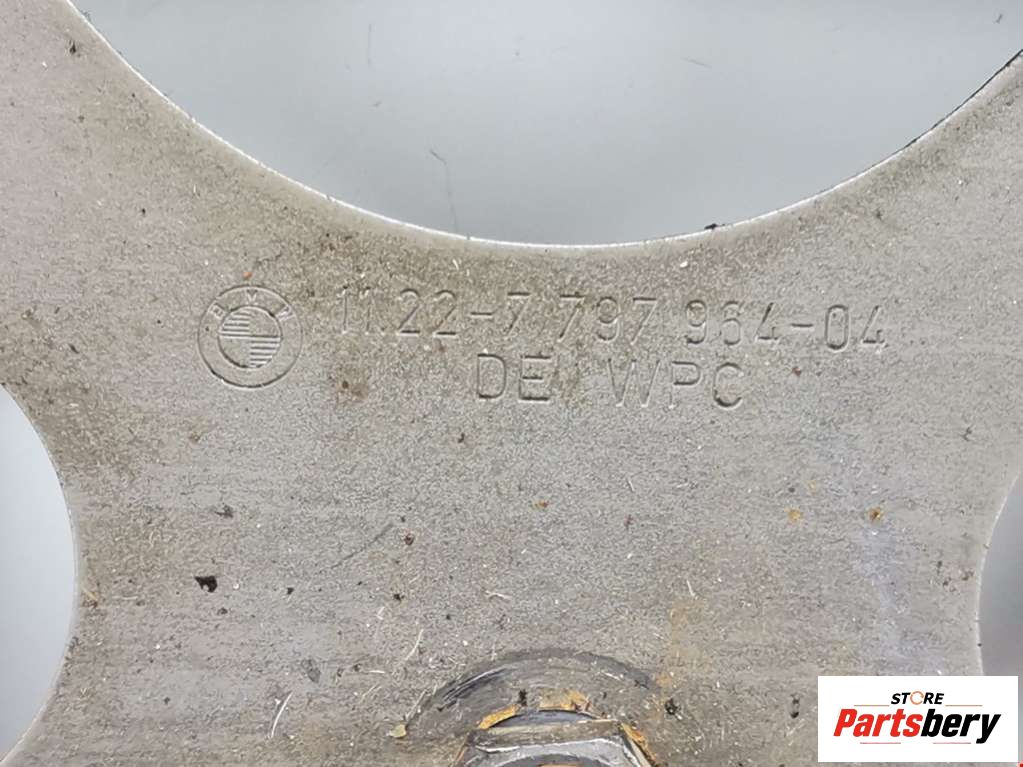 BMW
11.22-7 797 964-04
DE WPC
STORE
Partsbery